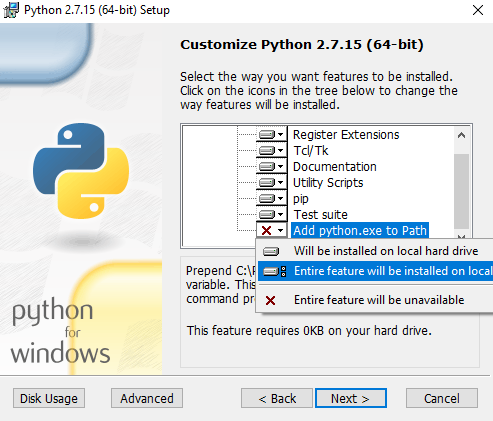 Python 2.7.15 (64-bit) Setup
Customize Python 2.7.15 (64-bit)
Select the way you want features to be installed.
Click on the icons in the tree below to change the
way features will be installed.
Register Extensions
Tcl/Tk
Documentation
Utility Scripts
pip
Test suite
Add python.exe to Path
Will be installed on local hard drive
Entire feature will be installed on local
Entire feature will be unavailable
Prepend C:\
variable. This
command
This feature requires 0KB on your hard drive.
python
for
windows
Disk Usage
Advanced
< Back
Next >
Cancel